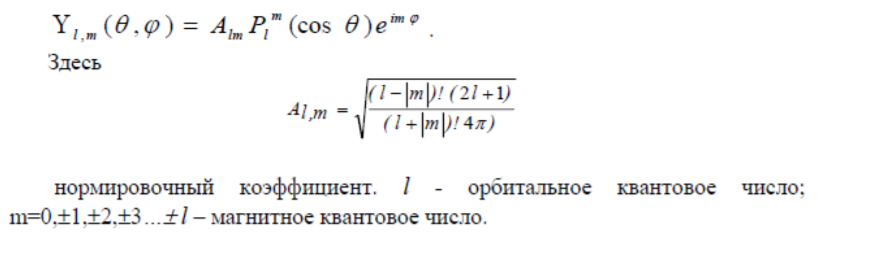 Y_{l,m}(θ,φ) = A_{lm} P_l^m (cos θ)e^{imφ} .
Здесь
A_{l,m} = √((l−|m|)! (2l+1) / (l+|m|)! 4π))
нормировочный коэффициент. l - орбитальное квантовое число;
m=0,±1,±2,±3…±l – магнитное квантовое число.